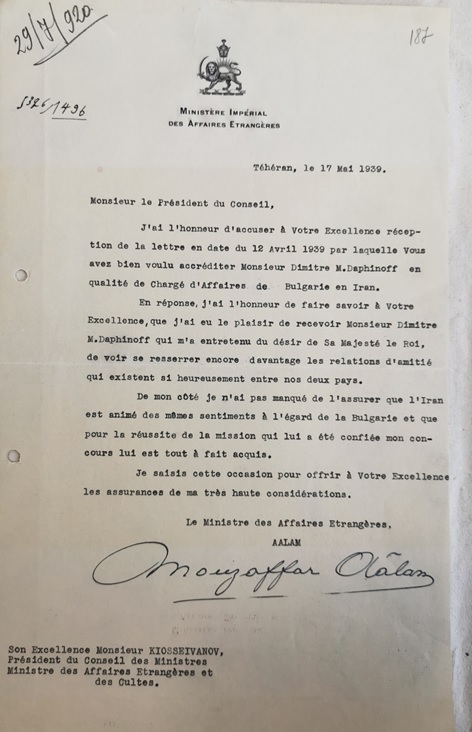 29/7/920
187
5326/1496
MINISTÈRE IMPÉRIAL
DES AFFAIRES ETRANGÈRES
Téhéran, le 17 Mai 1939.
Monsieur le Président du Conseil,
J'ai l'honneur d'accuser à Votre Excellence récep-
tion de la lettre en date du 12 Avril 1939 par laquelle Vous
avez bien voulu accréditer Monsieur Dimitre M.Daphinoff en
qualité de Chargé d'Affaires de Bulgarie en Iran.
En réponse, j'ai l'honneur de faire savoir à Votre
Excellence,que j'ai eu le plaisir de recevoir Monsieur Dimitre
M.Daphinoff qui m'a entretenu du désir de Sa Majesté le Roi,
de voir se resserrer encore davantage les relations d'amitié
qui existent si heureusement entre nos deux pays.
De mon côté je n'ai pas manqué de l'assurer que l'Iran
est animé des mêmes sentiments à l'égard de la Bulgarie et que
pour la réussite de la mission qui lui a été confiée mon con-
cours lui est tout à fait acquis.
Je saisis cette occasion pour offrir à Votre Excellence
les assurances de ma très haute considérations.
Le Ministre des Affaires Etrangères,
AALAM
Mouzaffar Aâlam
Son Excellence Monsieur KIOSSEIVANOV,
Président du Conseil des Ministres
Ministre des Affaires Etrangères et
des Cultes.